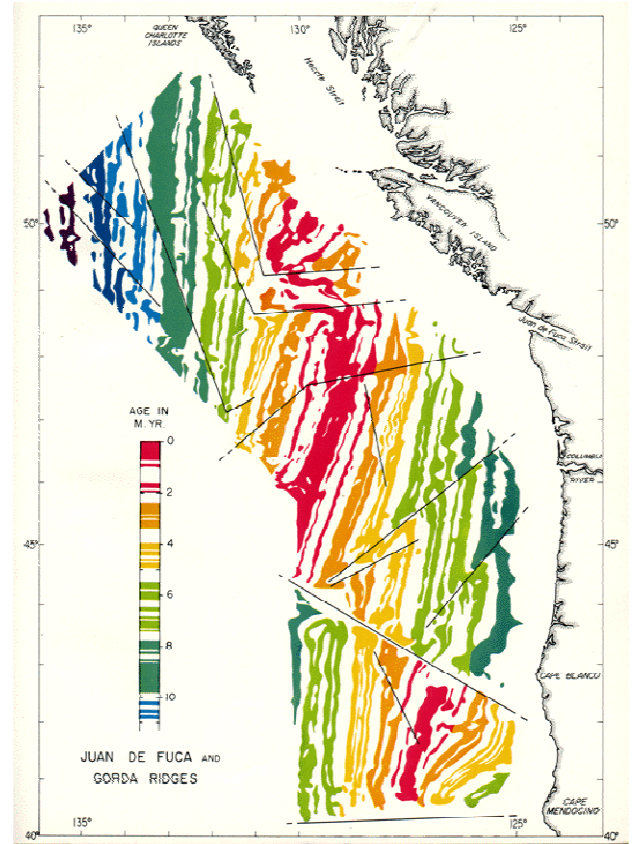 135°
QUEEN
CHARLOTTE
ISLANDS
130°
125°
Hecate Strait
50°
VANCOUVER ISLAND
50°
Juan de Fuca Strait
AGE IN
M.YR.
0
2
4
6
8
10
COLUMBIA
RIVER
45°
45°
CAPE BLANCO
JUAN DE FUCA AND
GORDA RIDGES
CAPE
MENDOCINO
40°
135°
125°
40°